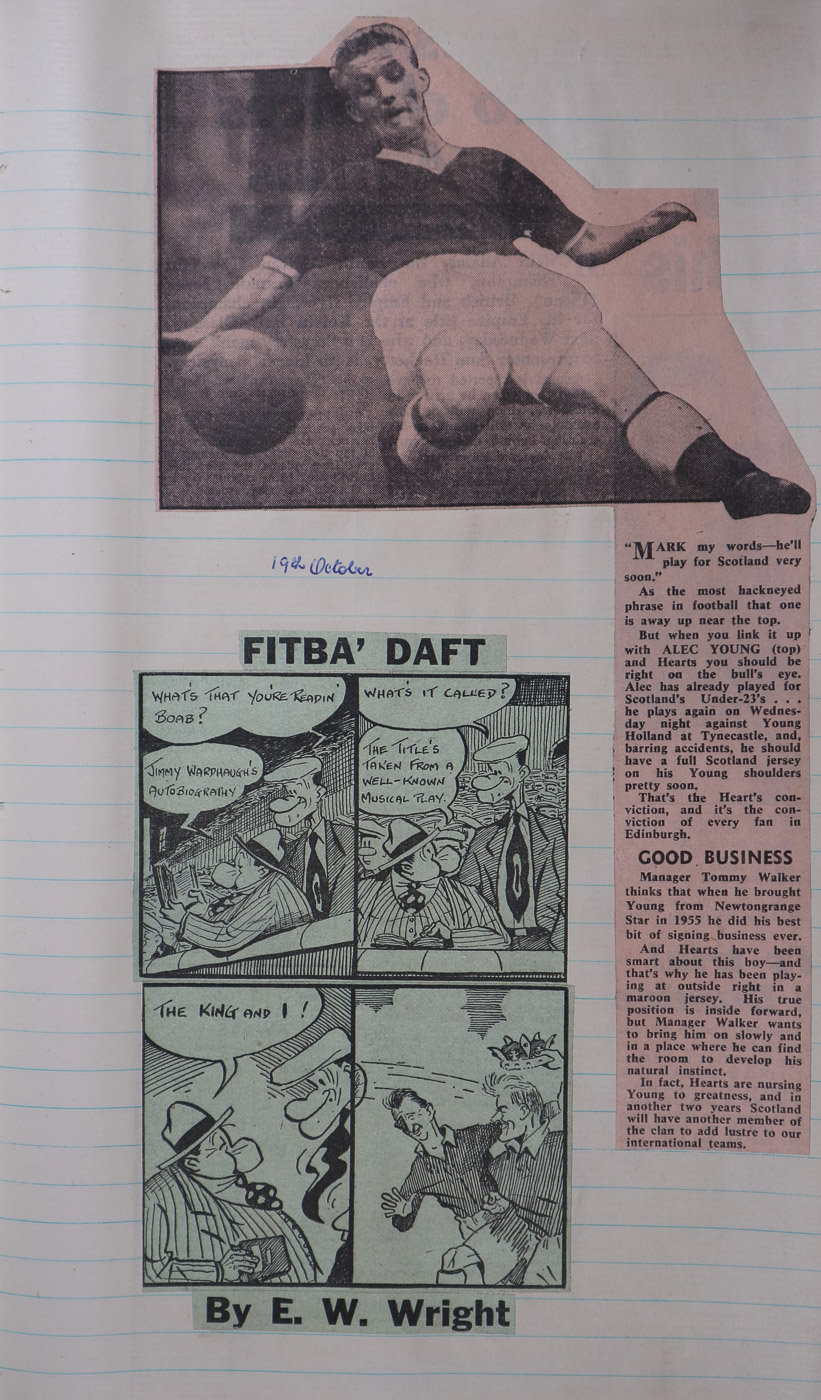 "MARK my words—he'll
play for Scotland very
soon."
As the most hackneyed
phrase in football that one
is away up near the top.
But when you link it up
with ALEC YOUNG (top)
and Hearts you should be
right on the bull's eye.
Alec has already played for
Scotland's Under-23's . . .
he plays again on Wednes-
day night against Young
Holland at Tynecastle, and,
barring accidents, he should
have a full Scotland jersey
on his Young shoulders
pretty soon.
That's the Heart's con-
viction, and it's the con-
viction of every fan in
Edinburgh.
GOOD BUSINESS
Manager Tommy Walker
thinks that when he brought
Young from Newtongrange
Star in 1955 he did his best
bit of signing business ever.
And Hearts have been
smart about this boy—and
that's why he has been play-
ing at outside right in a
maroon jersey. His true
position is inside forward,
but Manager Walker wants
to bring him on slowly and
in a place where he can find
the room to develop his
natural instinct.
In fact, Hearts are nursing
Young to greatness, and in
another two years Scotland
will have another member of
the clan to add lustre to our
international teams.
19th October
FITBA' DAFT
WHAT'S THAT YOU'RE READIN'
BOAB?
JIMMY WARDHAUGH'S
AUTOBIOGRAPHY
WHAT'S IT CALLED?
THE TITLE'S
TAKEN FROM A
WELL-KNOWN
MUSICAL PLAY.
THE KING AND I!
By E. W. Wright